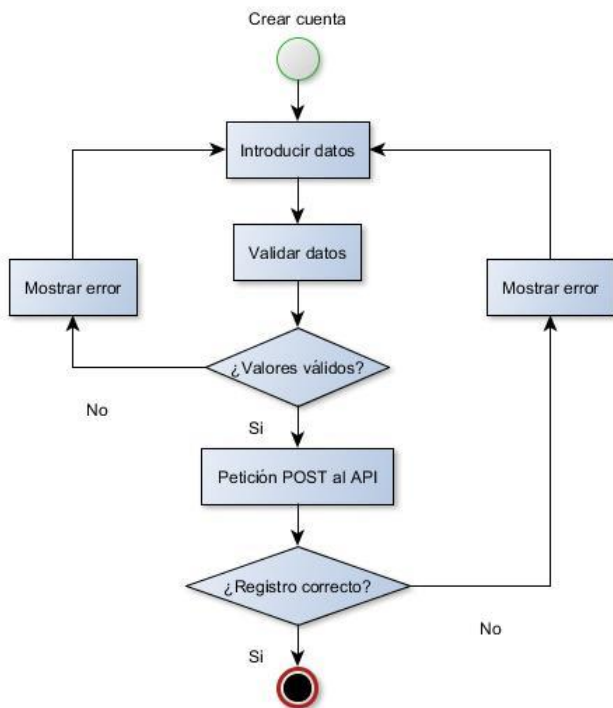 Crear cuenta
Introducir datos
Validar datos
Mostrar error
Mostrar error
¿Valores válidos?
No
Si
Petición POST al API
¿Registro correcto?
No
Si